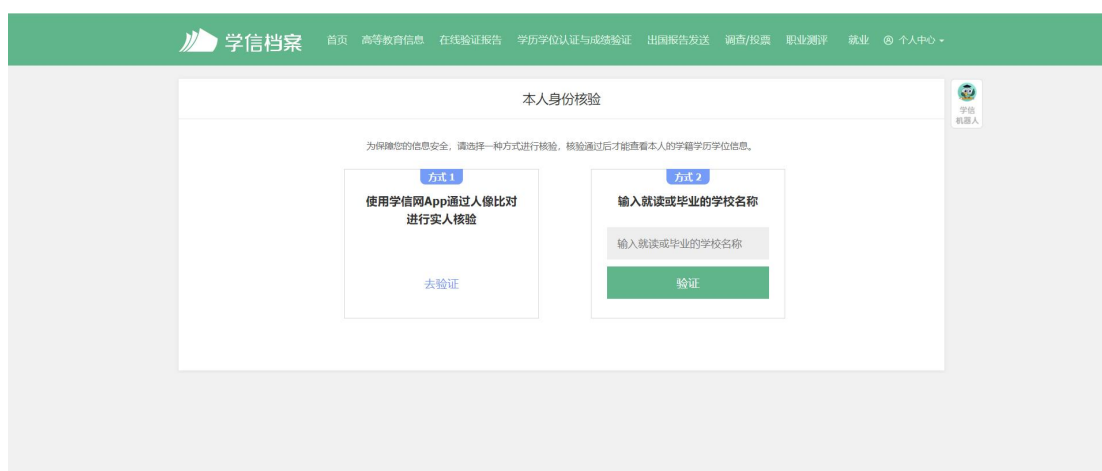 学信档案 首页 高等教育信息 在线验证报告 学历学位认证与成绩验证 出国报告发送 调查/投票 职业测评 就业 个人中心
本人身份核验
学信
机器人
为保障您的信息安全，请选择一种方式进行核验，核验通过后才能查看本人的学籍学历学位信息。
方式 1
使用学信网App通过人像比对
进行实人核验
去验证
方式 2
输入就读或毕业的学校名称
输入就读或毕业的学校名称
验证